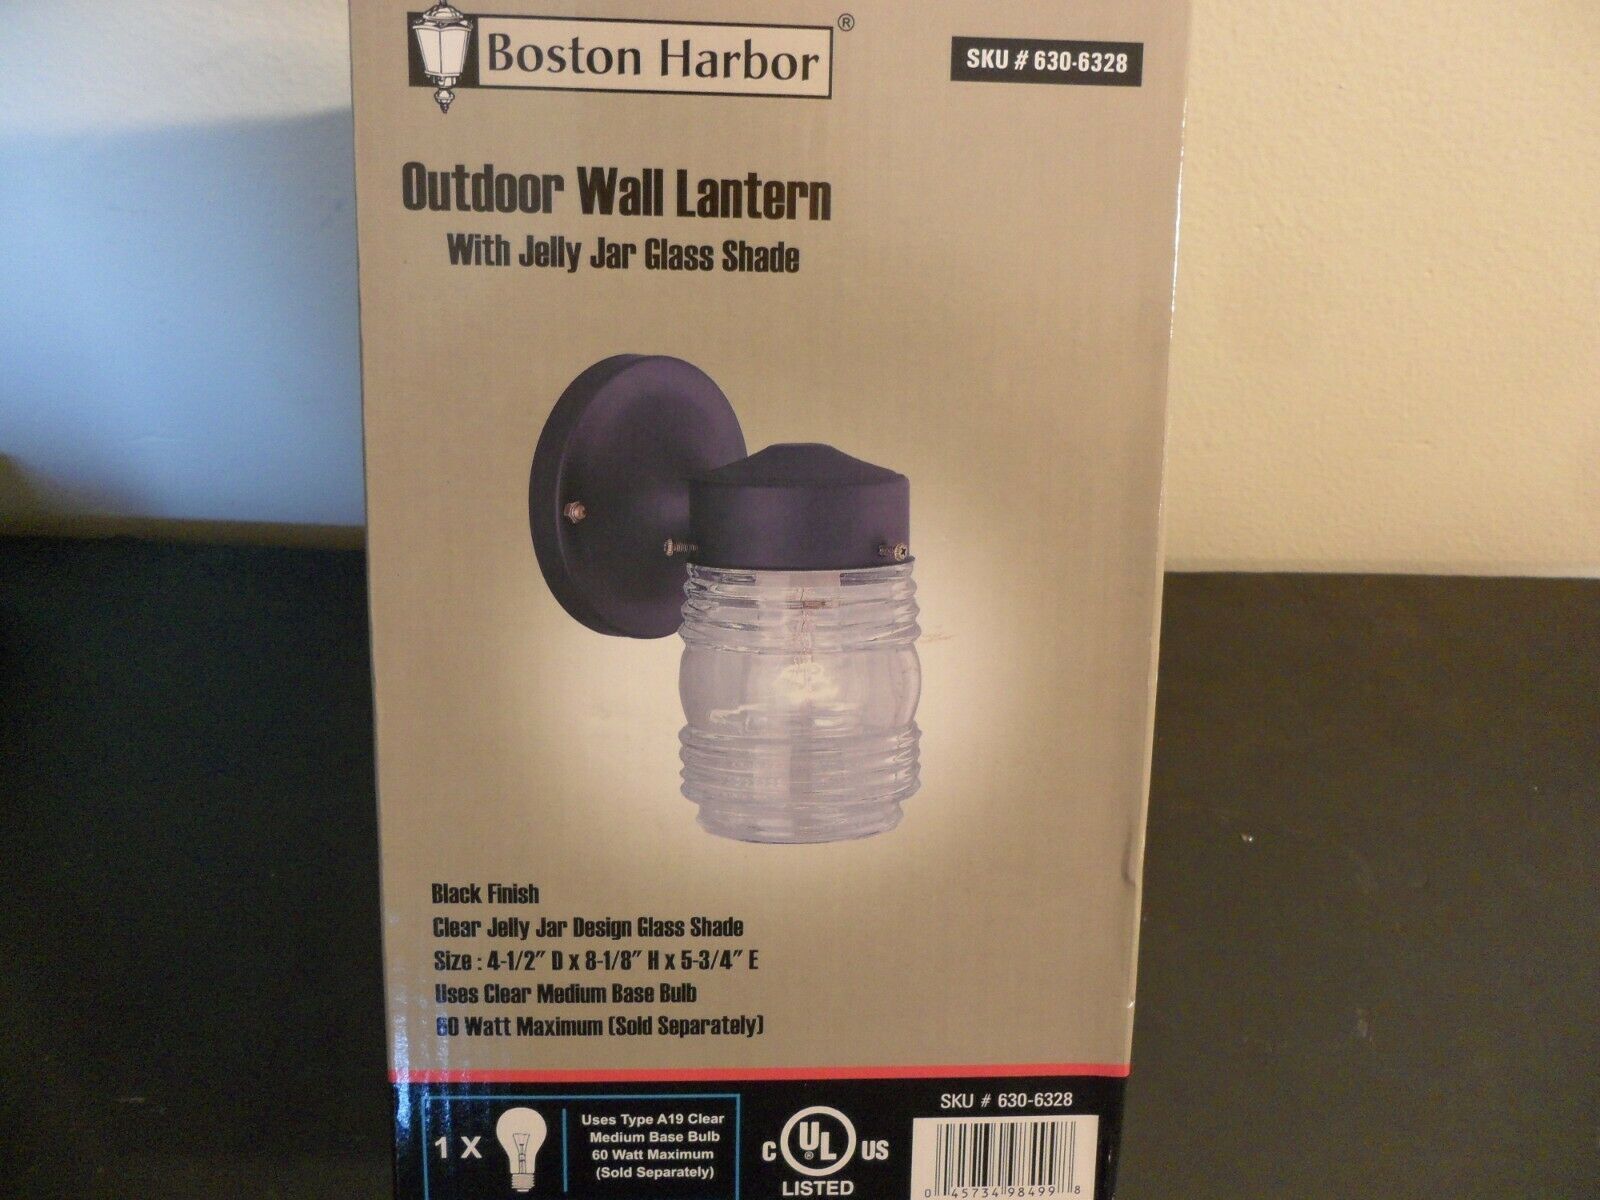 Boston Harbor ®
SKU # 630-6328
Outdoor Wall Lantern
With Jelly Jar Glass Shade
Black Finish
Clear Jelly Jar Design Glass Shade
Size : 4-1/2" D x 8-1/8" H x 5-3/4" E
Uses Clear Medium Base Bulb
60 Watt Maximum (Sold Separately)
1 X
Uses Type A19 Clear
Medium Base Bulb
60 Watt Maximum
(Sold Separately)
C UL ® US
LISTED
SKU # 630-6328
0 45734 98499 8